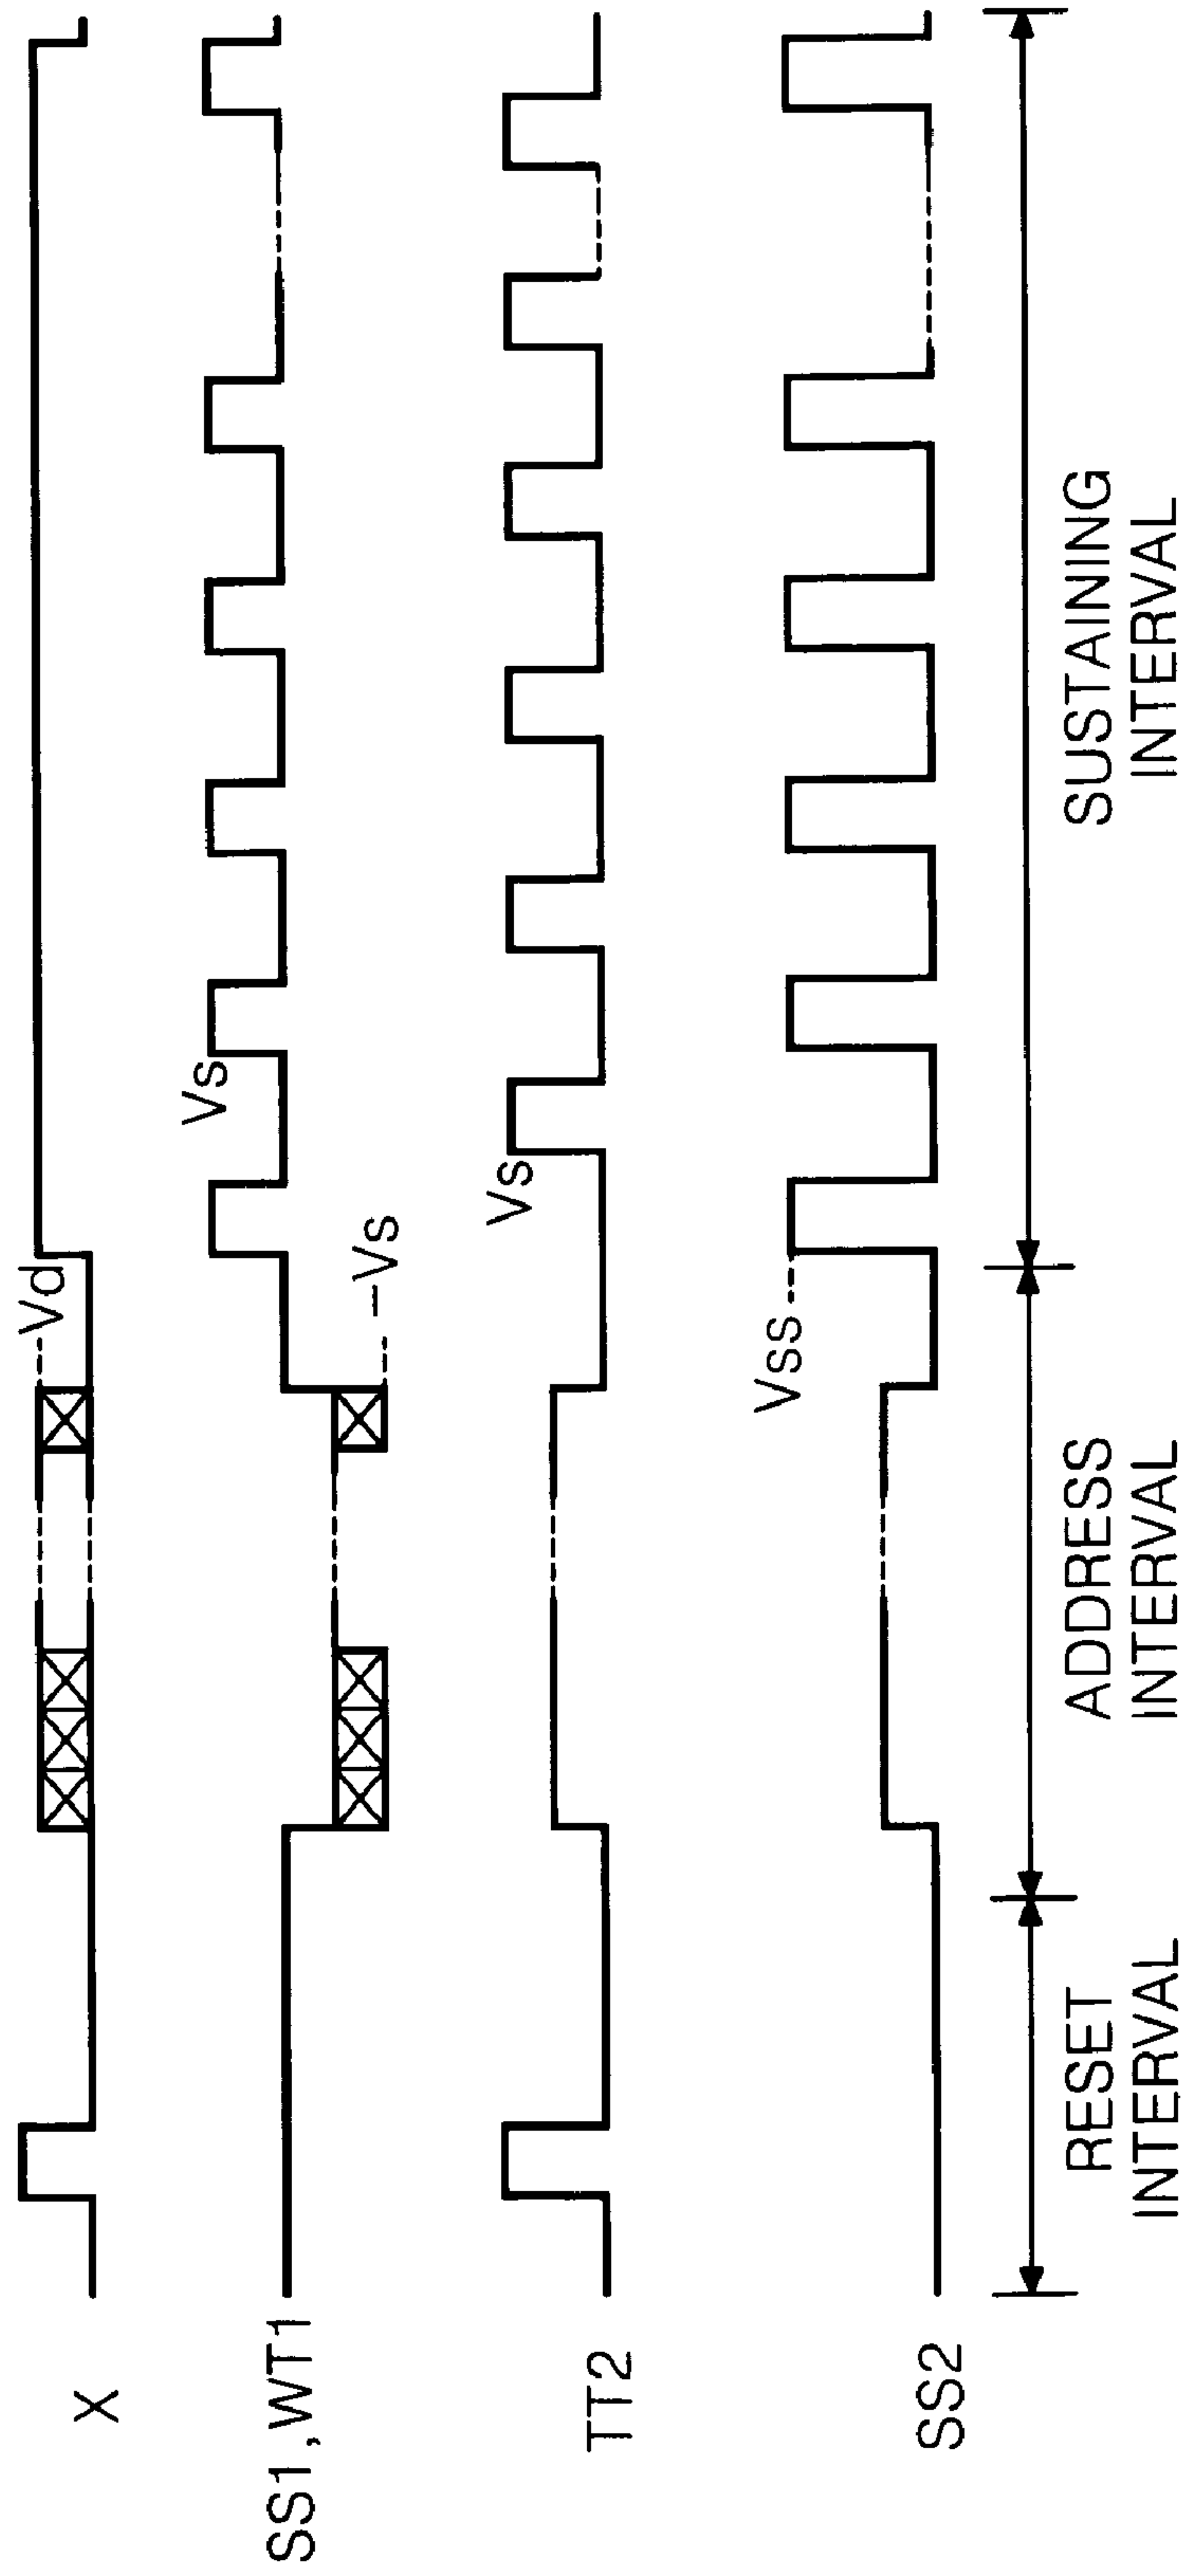 X
Vd
SS1,WT1
Vs
-Vs
TT2
Vs
SS2
Vss
RESET
INTERVAL
ADDRESS
INTERVAL
SUSTAINING
INTERVAL